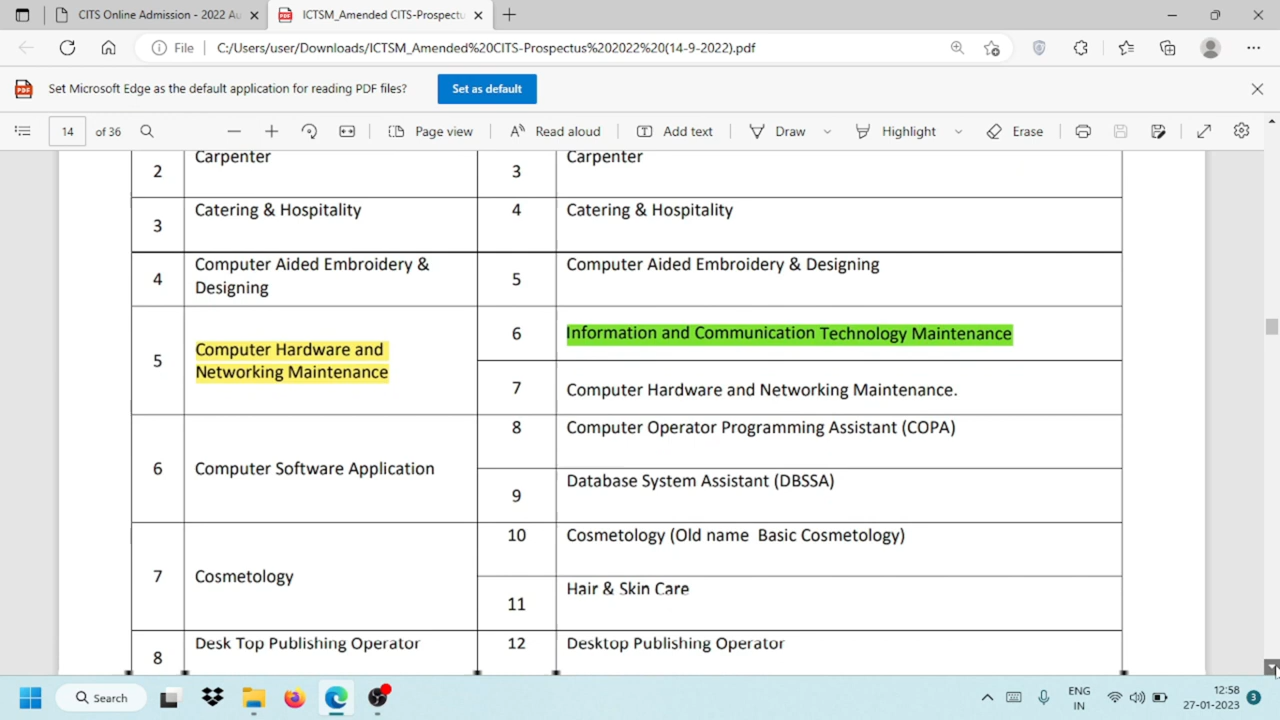 CITS Online Admission - 2022 Au
ICTSM_Amended CITS-Prospectu
File C:/Users/user/Downloads/ICTSM_Amended%20CITS-Prospectus%202022%20(14-9-2022).pdf
Set Microsoft Edge as the default application for reading PDF files? Set as default
14 of 36 Page view Read aloud Add text Draw Highlight Erase
2 Carpenter 3 Carpenter
3 Catering & Hospitality 4 Catering & Hospitality
4 Computer Aided Embroidery & 5 Computer Aided Embroidery & Designing
Designing
5 Computer Hardware and 6 Information and Communication Technology Maintenance
Networking Maintenance 7 Computer Hardware and Networking Maintenance.
6 Computer Software Application 8 Computer Operator Programming Assistant (COPA)
9 Database System Assistant (DBSSA)
7 Cosmetology 10 Cosmetology (Old name Basic Cosmetology)
11 Hair & Skin Care
8 Desk Top Publishing Operator 12 Desktop Publishing Operator
Search ENG 12:58
IN 27-01-2023 3